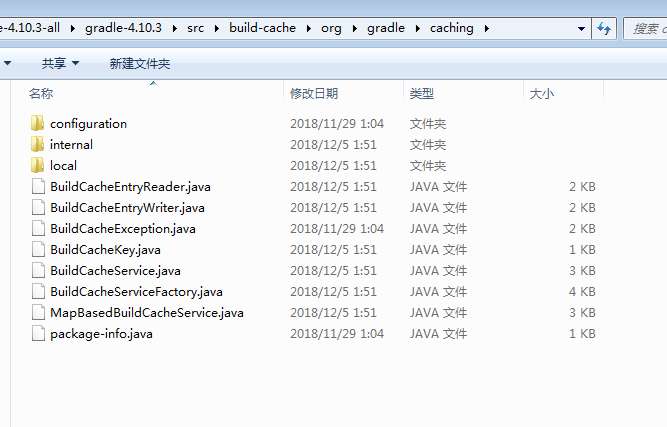 e-4.10.3-all ▸ gradle-4.10.3 ▸ src ▸ build-cache ▸ org ▸ gradle ▸ caching ▸ 搜索 c
共享 新建文件夹
名称 修改日期 类型 大小
configuration 2018/11/29 1:04 文件夹
internal 2018/12/5 1:51 文件夹
local 2018/12/5 1:51 文件夹
BuildCacheEntryReader.java 2018/12/5 1:51 JAVA 文件 2 KB
BuildCacheEntryWriter.java 2018/12/5 1:51 JAVA 文件 2 KB
BuildCacheException.java 2018/11/29 1:04 JAVA 文件 2 KB
BuildCacheKey.java 2018/12/5 1:51 JAVA 文件 1 KB
BuildCacheService.java 2018/12/5 1:51 JAVA 文件 3 KB
BuildCacheServiceFactory.java 2018/12/5 1:51 JAVA 文件 4 KB
MapBasedBuildCacheService.java 2018/12/5 1:51 JAVA 文件 3 KB
package-info.java 2018/11/29 1:04 JAVA 文件 1 KB